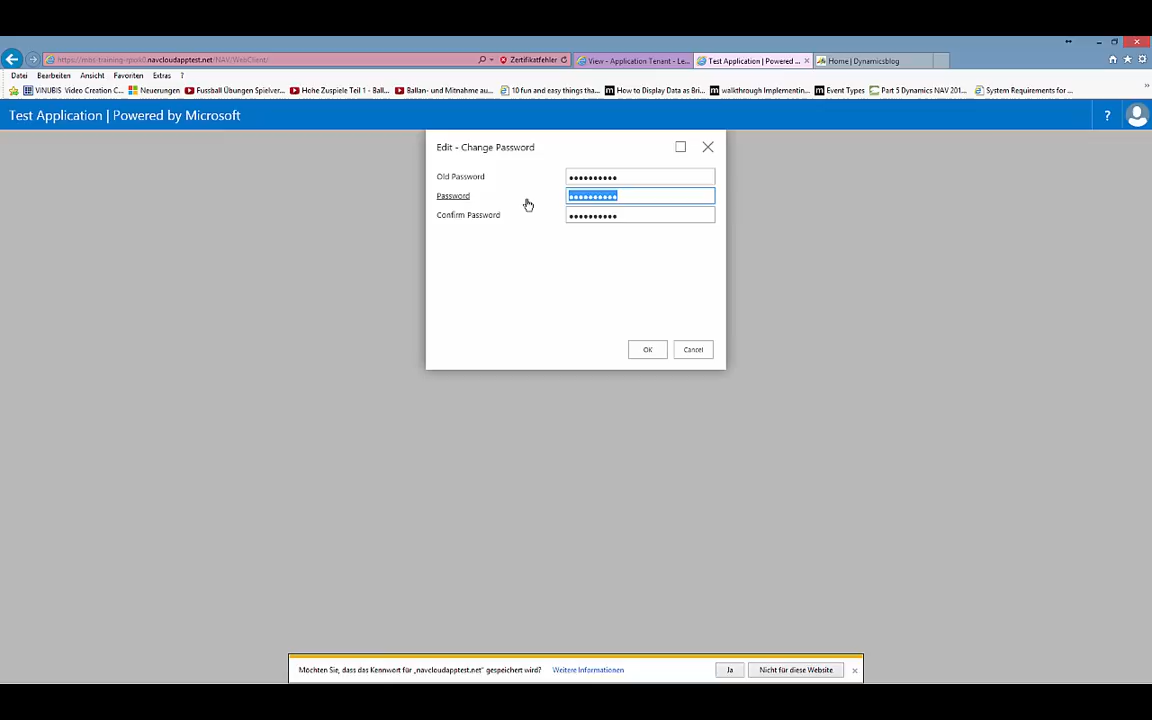 https://mbs-training-rpxk0.navcloudapptest.net/NAV/WebClient/
Zertifikatfehler
View - Application Tenant - Le...
Test Application | Powered ...
Home | Dynamicsblog
Datei Bearbeiten Ansicht Favoriten Extras ?
VINUBIS Video Creation C... Neuerungen Fussball Übungen Spielver... Hohe Zuspiele Teil 1 - Ball... Ballan- und Mitnahme au... 10 fun and easy things tha... How to Display Data as Bri... walkthrough Implementin... Event Types Part 5 Dynamics NAV 201... System Requirements for ...
Test Application | Powered by Microsoft
?
Edit - Change Password
Old Password
Password
Confirm Password
OK Cancel
Möchten Sie, dass das Kennwort für „navcloudapptest.net" gespeichert wird? Weitere Informationen Ja Nicht für diese Website